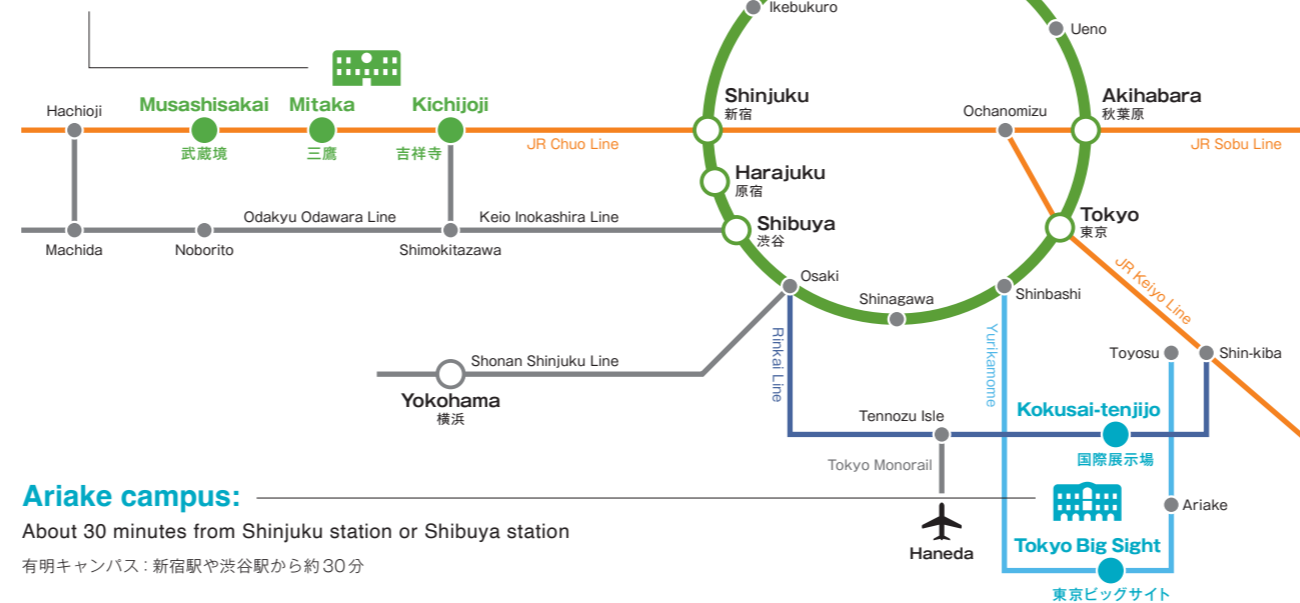 Ikebukuro
Ueno
Hachioji
Musashisakai
武蔵境
Mitaka
三鷹
Kichijoji
吉祥寺
JR Chuo Line
Shinjuku
新宿
Ochanomizu
Akihabara
秋葉原
JR Sobu Line
Harajuku
原宿
Odakyu Odawara Line
Keio Inokashira Line
Shibuya
渋谷
Tokyo
東京
Machida
Noborito
Shimokitazawa
Osaki
Shinagawa
Shinbashi
JR Keiyo Line
Rinkai Line
Yurikamome
Toyosu
Shin-kiba
Shonan Shinjuku Line
Yokohama
横浜
Tennozu Isle
Kokusai-tenjijo
国際展示場
Tokyo Monorail
Ariake campus:
About 30 minutes from Shinjuku station or Shibuya station
有明キャンパス：新宿駅や渋谷駅から約30分
Haneda
Ariake
Tokyo Big Sight
東京ビッグサイト